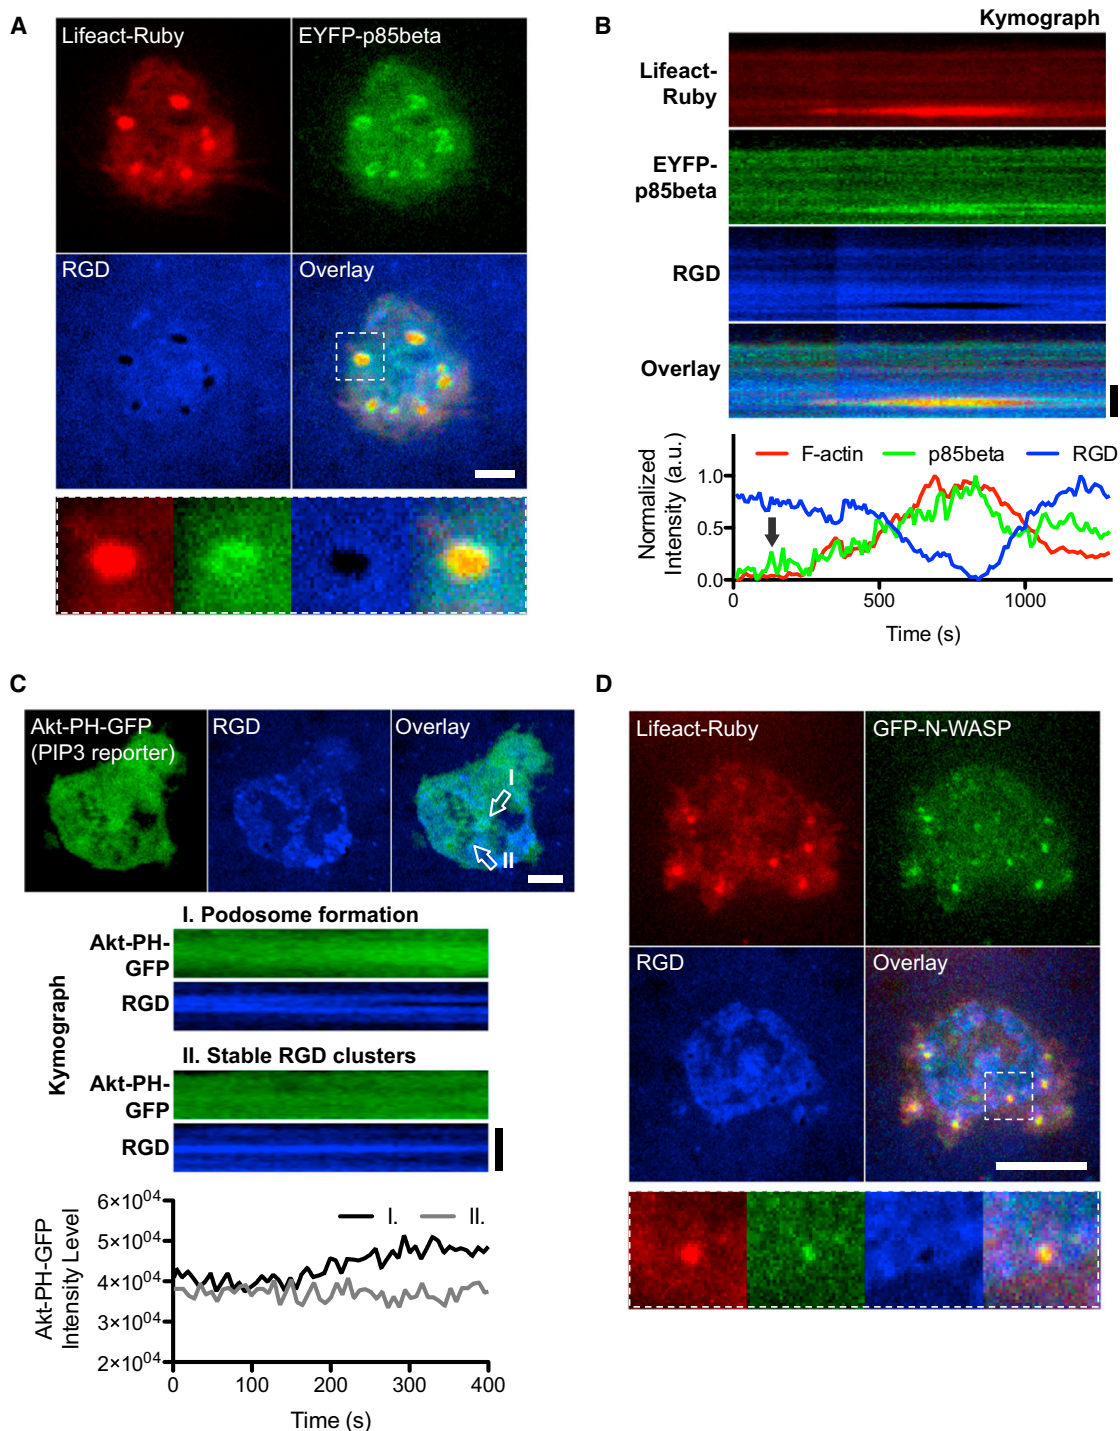 A
Lifeact-Ruby
EYFP-p85beta
RGD
Overlay
B
Kymograph
Lifeact-
Ruby
EYFP-
p85beta
RGD
Overlay
F-actin
p85beta
RGD
Normalized
Intensity (a.u.)
1.0
0.5
0.0
0
500
1000
Time (s)
C
Akt-PH-GFP
(PIP3 reporter)
RGD
Overlay
I
II
Kymograph
I. Podosome formation
Akt-PH-
GFP
RGD
II. Stable RGD clusters
Akt-PH-
GFP
RGD
Akt-PH-GFP
Intensity Level
6×10⁰⁴
5×10⁰⁴
4×10⁰⁴
3×10⁰⁴
2×10⁰⁴
I.
II.
0
100
200
300
400
Time (s)
D
Lifeact-Ruby
GFP-N-WASP
RGD
Overlay